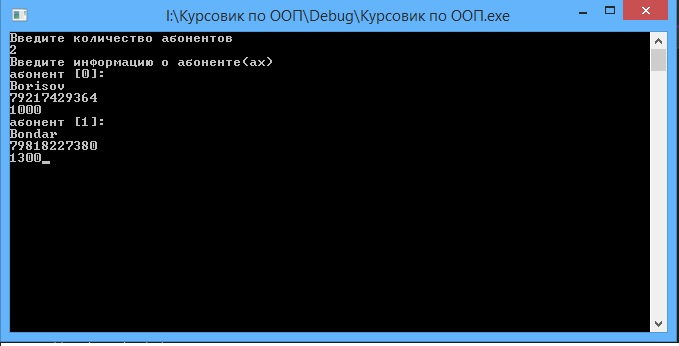 I:\Курсовик по ООП\Debug\Курсовик по ООП.exe
Введите количество абонентов
2
Введите информацию о абоненте(ах)
абонент [0]:
Borisov
79217429364
1000
абонент [1]:
Bondar
79818227380
1300_